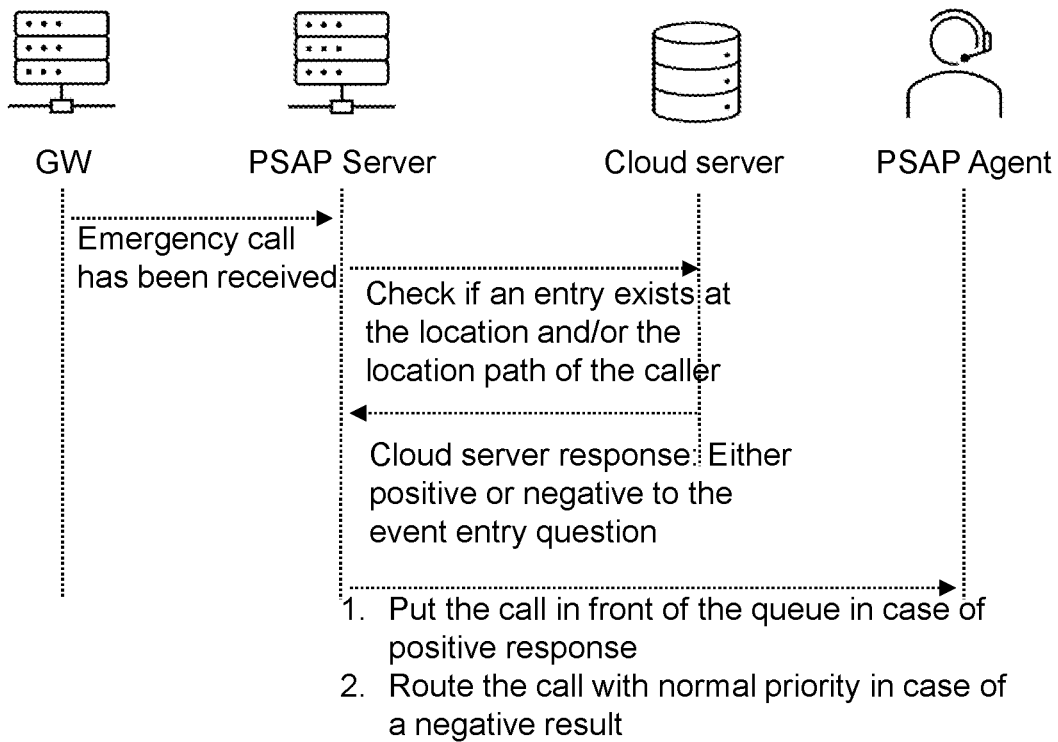 GW
PSAP Server
Cloud server
PSAP Agent
Emergency call
has been received
Check if an entry exists at
the location and/or the
location path of the caller
Cloud server response: Either
positive or negative to the
event entry question
1. Put the call in front of the queue in case of
positive response
2. Route the call with normal priority in case of
a negative result